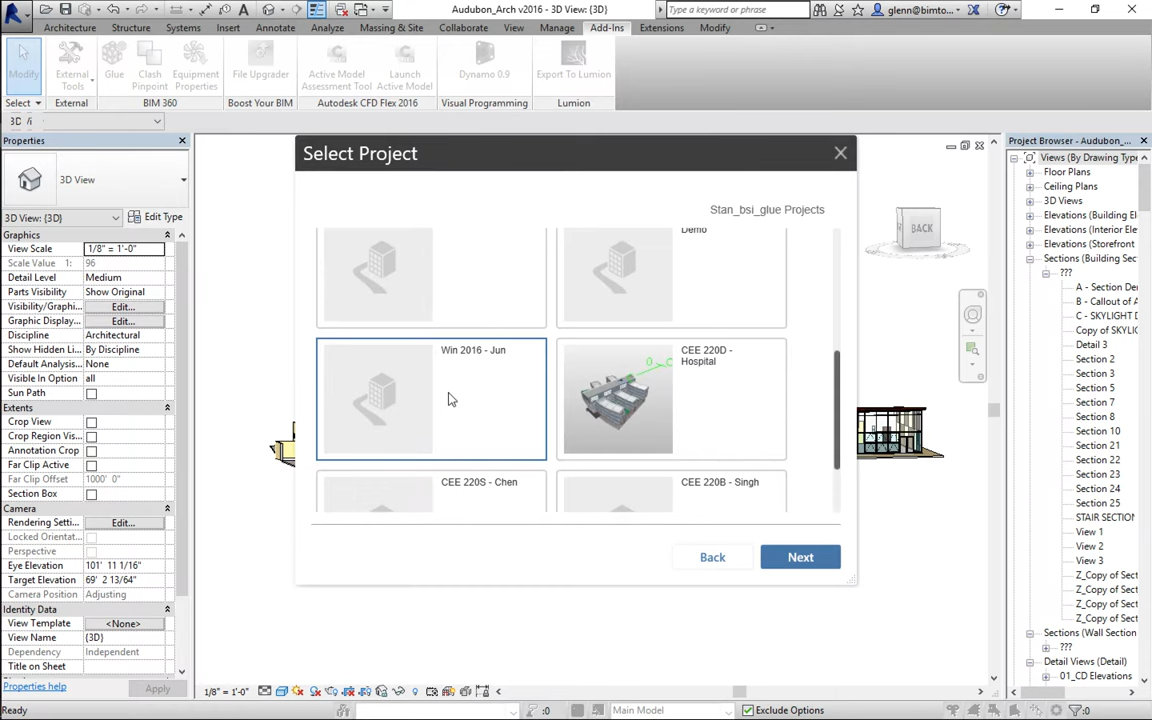 Audubon_Arch v2016 - 3D View: {3D}
Type a keyword or phrase
glenn@bimto...
Architecture Structure Systems Insert Annotate Analyze Massing & Site Collaborate View Manage Add-Ins Extensions Modify
Modify
External Tools
Glue
Clash Pinpoint
Equipment Properties
File Upgrader
Active Model Assessment Tool
Launch Active Model
Dynamo 0.9
Export To Lumion
Select External BIM 360 Boost Your BIM Autodesk CFD Flex 2016 Visual Programming Lumion
Properties
3D View
3D View: {3D}
Edit Type
Graphics
View Scale 1/8" = 1'-0"
Scale Value 1: 96
Detail Level Medium
Parts Visibility Show Original
Visibility/Graphi... Edit...
Graphic Display... Edit...
Discipline Architectural
Show Hidden Li... By Discipline
Default Analysis... None
Visible In Option all
Sun Path
Extents
Crop View
Crop Region Vis...
Annotation Crop
Far Clip Active
Far Clip Offset 1000' 0"
Section Box
Camera
Rendering Setti... Edit...
Locked Orientat...
Perspective
Eye Elevation 101' 11 1/16"
Target Elevation 69' 2 13/64"
Camera Position Adjusting
Identity Data
View Template <None>
View Name {3D}
Dependency Independent
Title on Sheet
Properties help
Apply
Select Project
Stan_bsi_glue Projects
Demo
Win 2016 - Jun
CEE 220D -
Hospital
CEE 220S - Chen
CEE 220B - Singh
Back
Next
BACK
Project Browser - Audubon_...
Views (By Drawing Type
Floor Plans
Ceiling Plans
3D Views
Elevations (Building El
Elevations (Interior Ele
Elevations (Storefront
Sections (Building Sec
???
A - Section De
B - Callout of A
C - SKYLIGHT D
Copy of SKYLIG
Detail 3
Section 2
Section 3
Section 5
Section 7
Section 8
Section 10
Section 21
Section 22
Section 23
Section 24
Section 25
STAIR SECTION
View 1
View 2
View 3
Z_Copy of Sect
Z_Copy of Sect
Z_Copy of Sect
Z_Copy of Sect
Sections (Wall Section
???
Detail Views (Detail)
01_CD Elevations
1/8" = 1'-0"
Ready
:0
Main Model
Exclude Options
:0